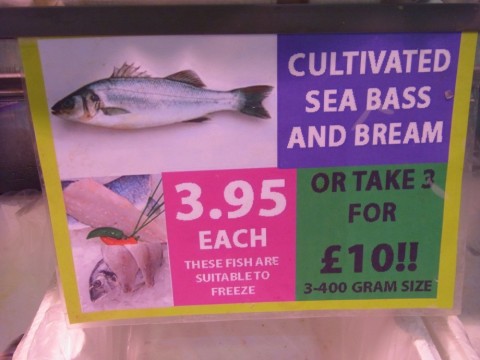 CULTIVATED
SEA BASS
AND BREAM
3.95
EACH
THESE FISH ARE
SUITABLE TO
FREEZE
OR TAKE 3
FOR
£10!!
3-400 GRAM SIZE